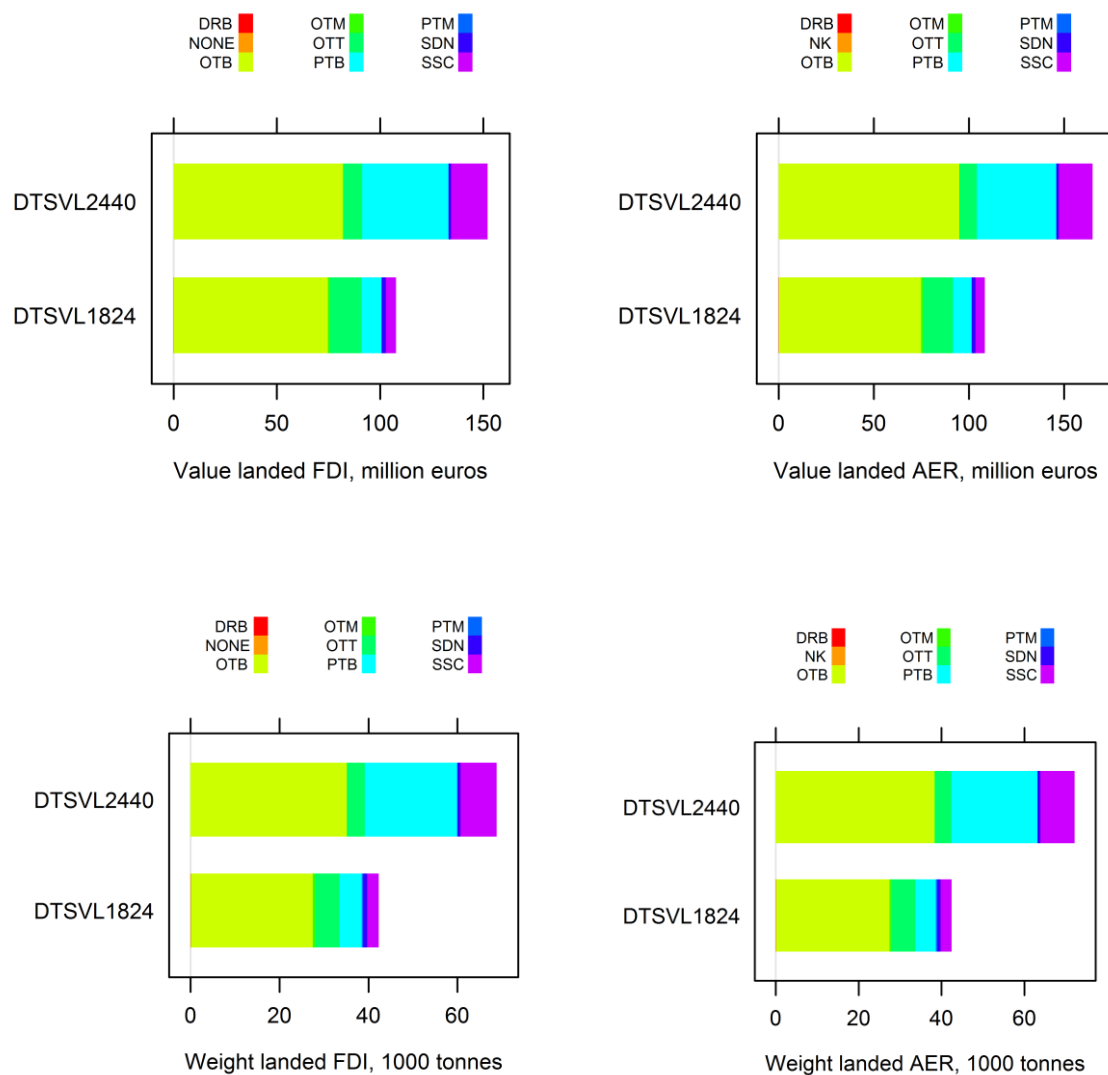 DRB OTM PTM
NONE OTT SDN
OTB PTB SSC
DTSVL2440
DTSVL1824
0 50 100 150
Value landed FDI, million euros
DRB OTM PTM
NK OTT SDN
OTB PTB SSC
DTSVL2440
DTSVL1824
0 50 100 150
Value landed AER, million euros
DRB OTM PTM
NONE OTT SDN
OTB PTB SSC
DTSVL2440
DTSVL1824
0 20 40 60
Weight landed FDI, 1000 tonnes
DRB OTM PTM
NK OTT SDN
OTB PTB SSC
DTSVL2440
DTSVL1824
0 20 40 60
Weight landed AER, 1000 tonnes